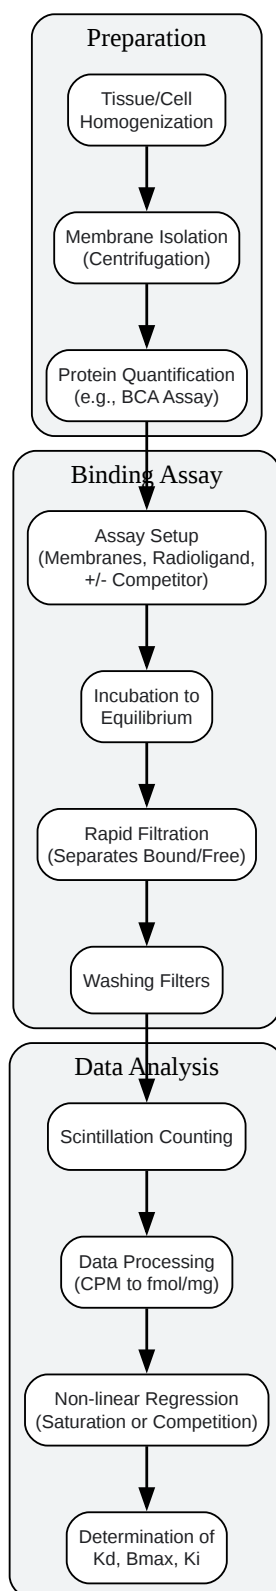 Preparation
Tissue/Cell
Homogenization
Membrane Isolation
(Centrifugation)
Protein Quantification
(e.g., BCA Assay)
Binding Assay
Assay Setup
(Membranes, Radioligand,
+/- Competitor)
Incubation to
Equilibrium
Rapid Filtration
(Separates Bound/Free)
Washing Filters
Data Analysis
Scintillation Counting
Data Processing
(CPM to fmol/mg)
Non-linear Regression
(Saturation or Competition)
Determination of
Kd, Bmax, Ki